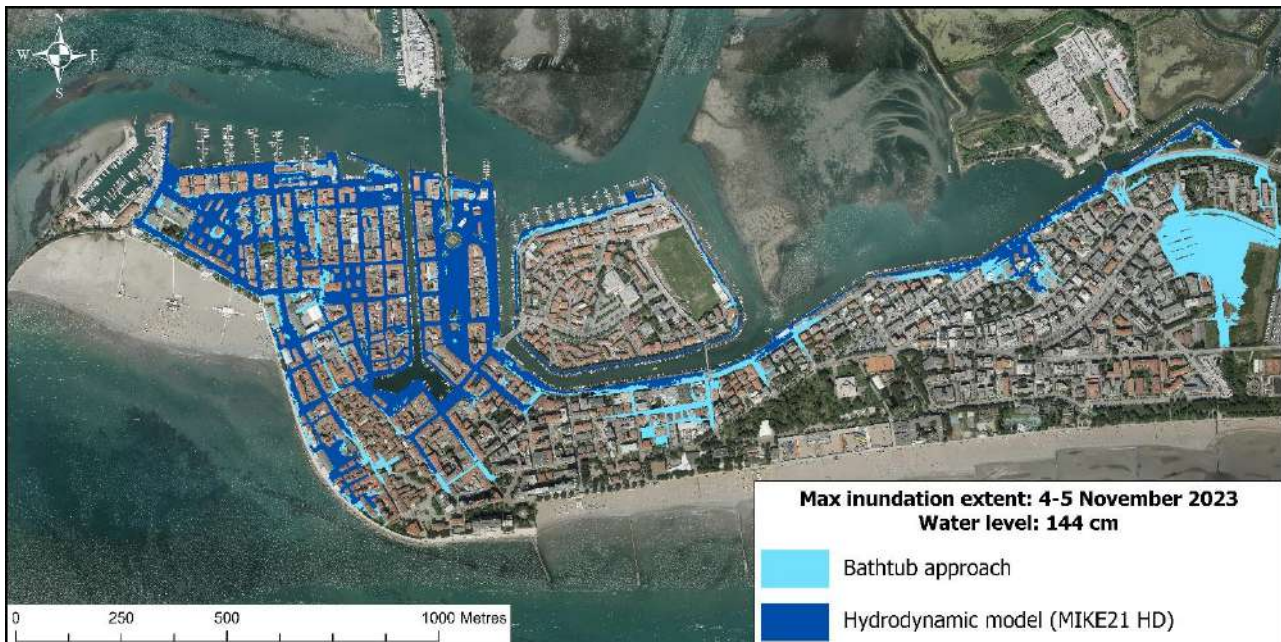 N
W E
S
Max inundation extent: 4-5 November 2023
Water level: 144 cm
Bathtub approach
Hydrodynamic model (MIKE21 HD)
0 250 500 1000 Metres